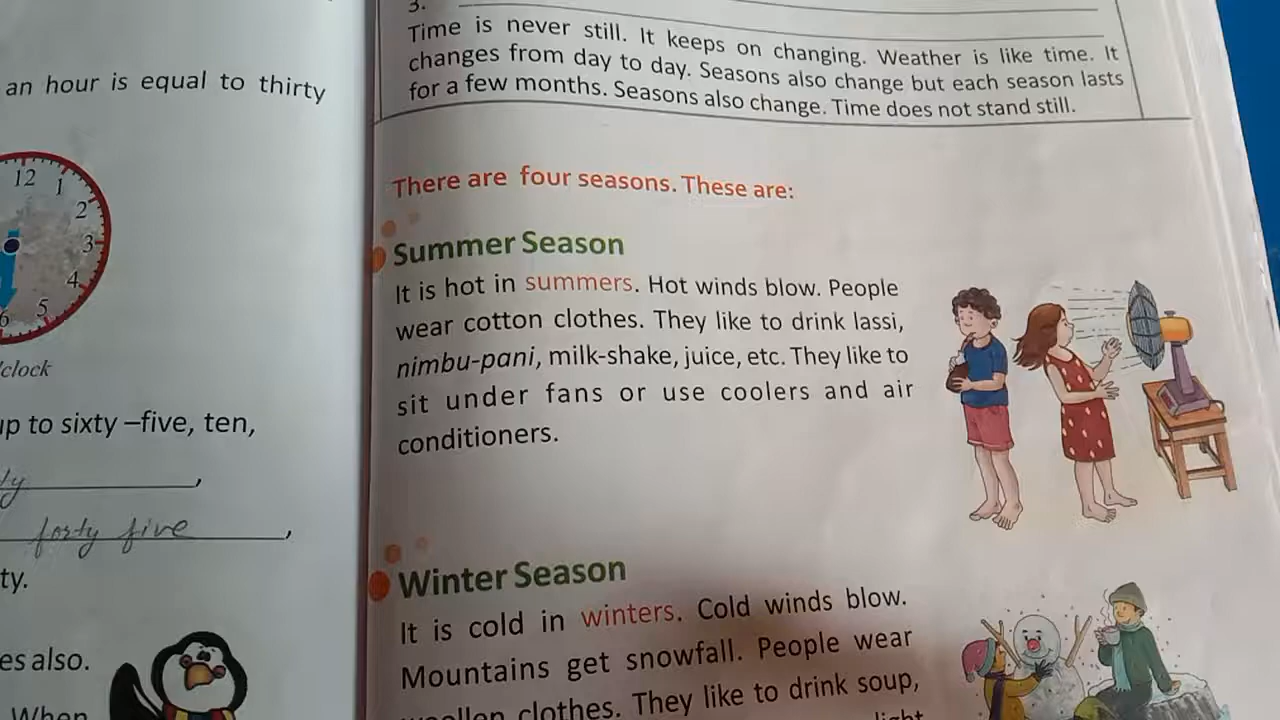 an hour is equal to thirty
12
1
2
3
4
5
6
clock
up to sixty –five, ten,
forty five
ty.
es also.
When
3.
Time is never still. It keeps on changing. Weather is like time. It
changes from day to day. Seasons also change but each season lasts
for a few months. Seasons also change. Time does not stand still.
There are four seasons. These are:
Summer Season
It is hot in summers. Hot winds blow. People
wear cotton clothes. They like to drink lassi,
nimbu-pani, milk-shake, juice, etc. They like to
sit under fans or use coolers and air
conditioners.
Winter Season
It is cold in winters. Cold winds blow.
Mountains get snowfall. People wear
woollen clothes. They like to drink soup,
light